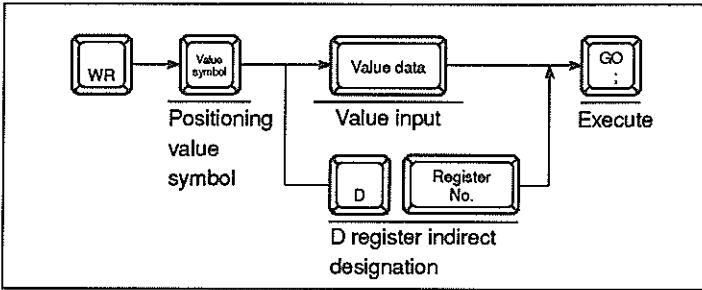 WR
Value
symbol
Value data
GO
;
Positioning
value
symbol
Value input
Execute
D
Register
No.
D register indirect
designation